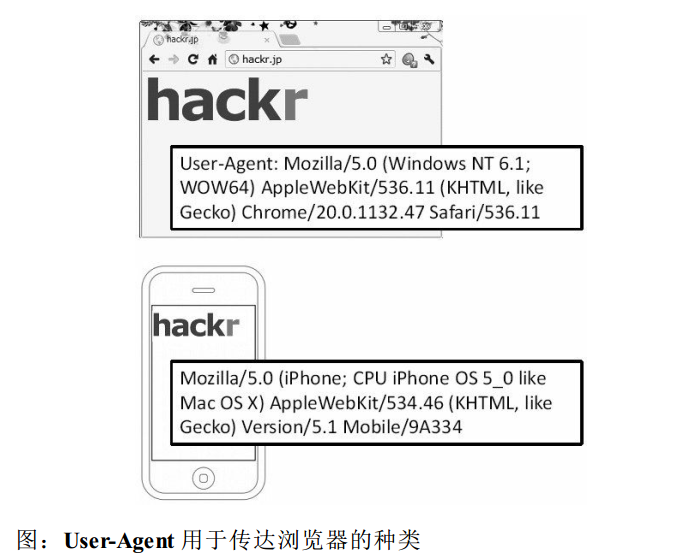 hackr.jp
hackr.jp
hackr
User-Agent: Mozilla/5.0 (Windows NT 6.1;
WOW64) AppleWebKit/536.11 (KHTML, like
Gecko) Chrome/20.0.1132.47 Safari/536.11
hackr
Mozilla/5.0 (iPhone; CPU iPhone OS 5_0 like
Mac OS X) AppleWebKit/534.46 (KHTML, like
Gecko) Version/5.1 Mobile/9A334
图：User-Agent 用于传达浏览器的种类